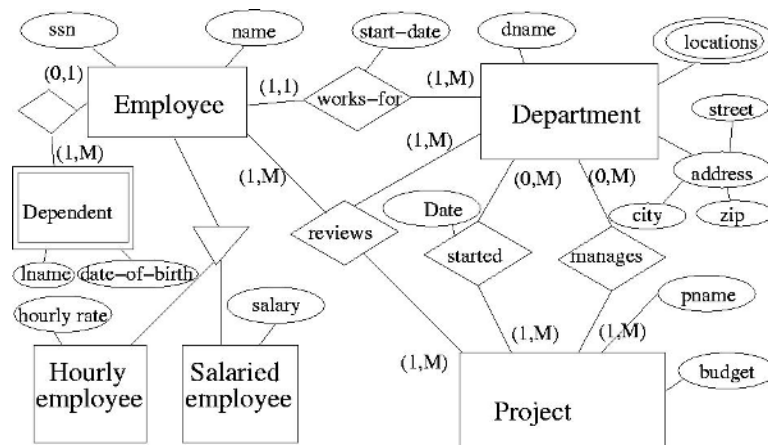 ssn
name
start-date
dname
locations
(0,1)
Employee
(1,1)
works-for
(1,M)
Department
street
(1,M)
(1,M)
(1,M)
(0,M)
(0,M)
address
Dependent
Date
city
zip
reviews
started
manages
lname
date-of-birth
hourly rate
salary
pname
(1,M)
(1,M)
(1,M)
Hourly
employee
Salaried
employee
budget
Project